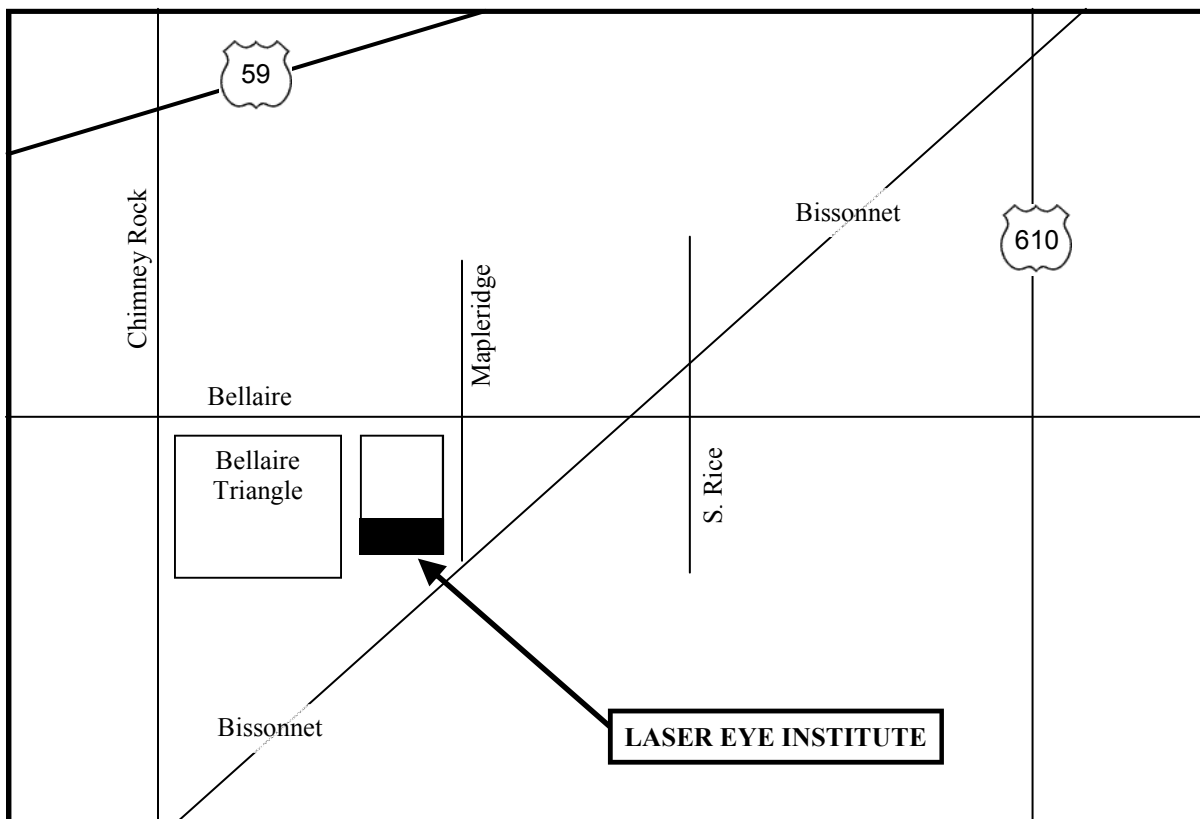 59
Bissonnet
610
Chimney Rock
Mapleridge
Bellaire
Bellaire
Triangle
S. Rice
Bissonnet
LASER EYE INSTITUTE